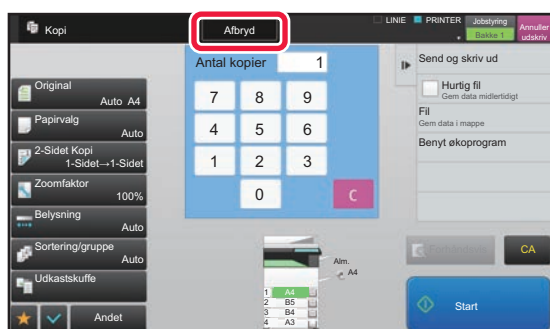 Kopi
Afbryd
LINIE
PRINTER
Jobstyring
Bakke 1
Annuller
udskriv
Antal kopier 1
7 8 9
4 5 6
1 2 3
0 C
Original
Auto A4
Papirvalg
Auto
2-Sidet Kopi
1-Sidet→1-Sidet
Zoomfaktor
100%
Belysning
Auto
Sortering/gruppe
Auto
Udkastskuffe
Andet
Alm.
A4
1 A4
2 B5
3 B4
4 A3
Send og skriv ud
Hurtig fil
Gem data midlertidigt
Fil
Gem data i mappe
Benyt økoprogram
CA
Start